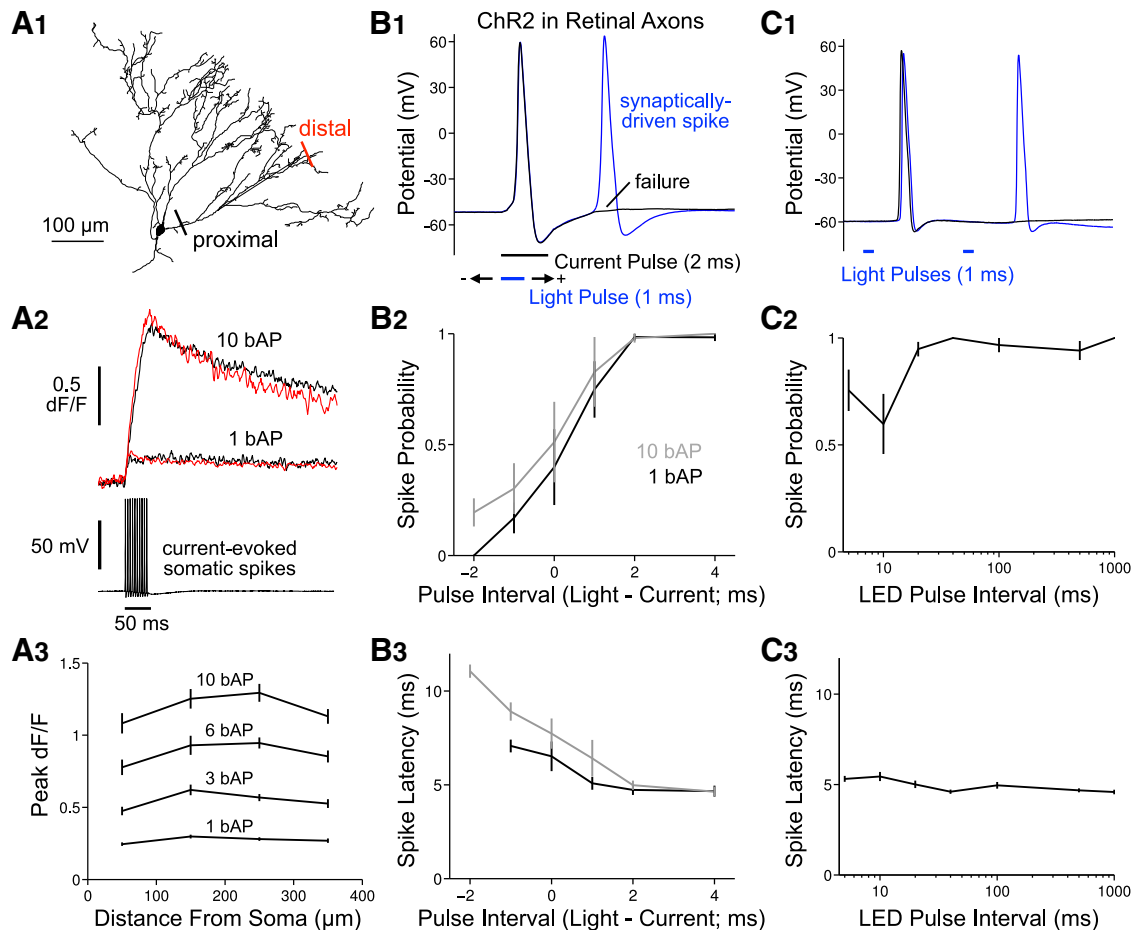 A1
distal
proximal
100 µm
A2
10 bAP
0.5
dF/F
1 bAP
50 mV
current-evoked
somatic spikes
50 ms
A3
1.5
1
0.5
0
Peak dF/F
10 bAP
6 bAP
3 bAP
1 bAP
0
100
200
300
400
Distance From Soma (µm)
B1
ChR2 in Retinal Axons
60
0
-60
Potential (mV)
synaptically-
driven spike
failure
Current Pulse (2 ms)
- +
Light Pulse (1 ms)
B2
1
0.5
0
Spike Probability
10 bAP
1 bAP
-2
0
2
4
Pulse Interval (Light - Current; ms)
B3
10
5
0
Spike Latency (ms)
-2
0
2
4
Pulse Interval (Light - Current; ms)
C1
60
0
-60
Potential (mV)
Light Pulses (1 ms)
C2
1
0.5
0
Spike Probability
10
100
1000
LED Pulse Interval (ms)
C3
10
5
0
Spike Latency (ms)
10
100
1000
LED Pulse Interval (ms)